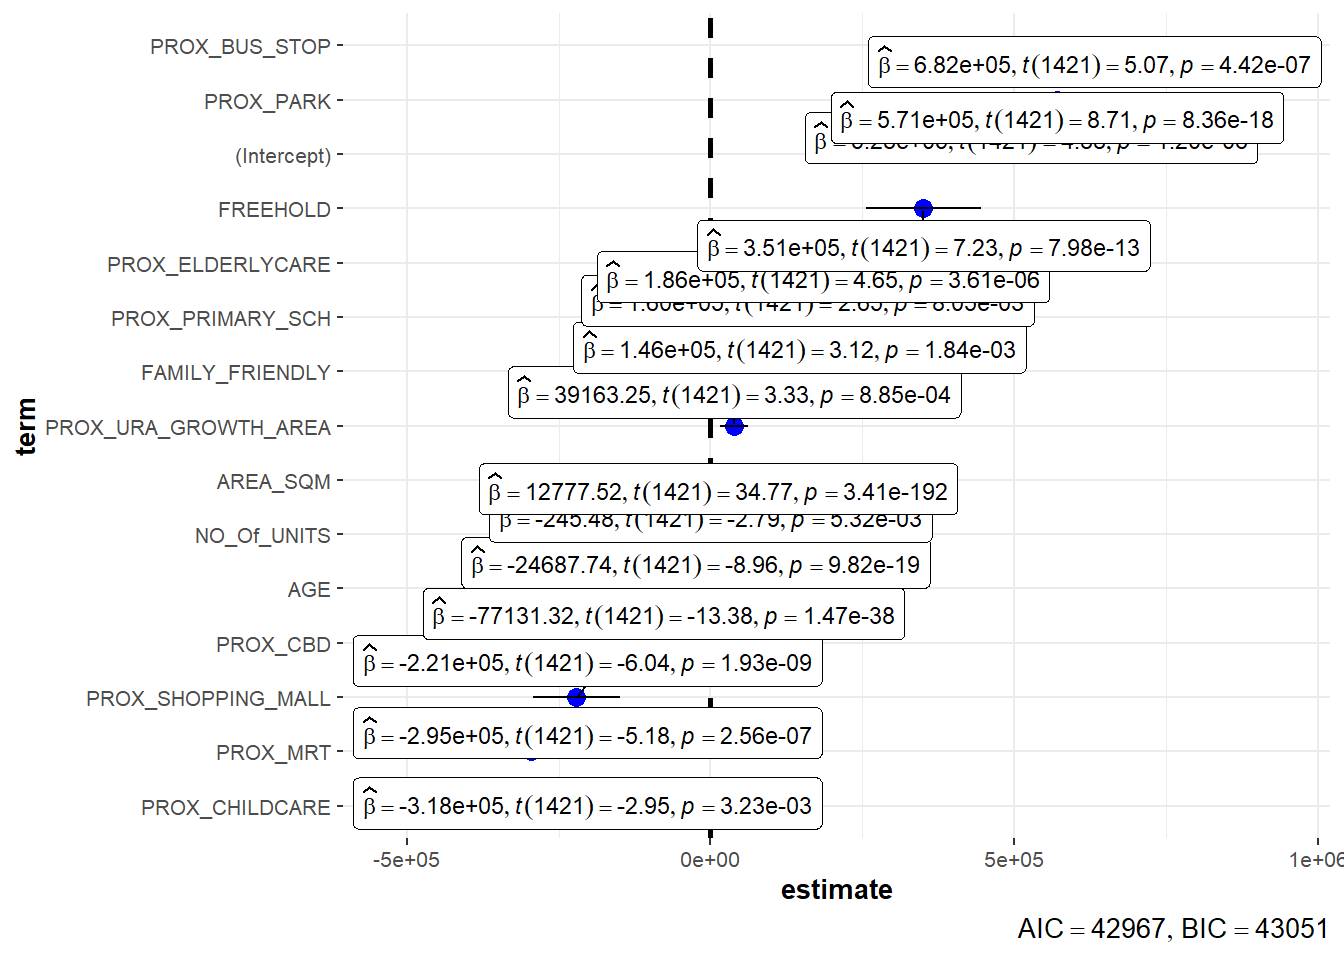 PROX_BUS_STOP
β̂ = 6.82e+05, t(1421) = 5.07, p = 4.42e-07
PROX_PARK
β̂ = 5.71e+05, t(1421) = 8.71, p = 8.36e-18
(Intercept)
FREEHOLD
β̂ = 3.51e+05, t(1421) = 7.23, p = 7.98e-13
PROX_ELDERLYCARE
β̂ = 1.86e+05, t(1421) = 4.65, p = 3.61e-06
PROX_PRIMARY_SCH
β̂ = 1.46e+05, t(1421) = 3.12, p = 1.84e-03
FAMILY_FRIENDLY
β̂ = 39163.25, t(1421) = 3.33, p = 8.85e-04
PROX_URA_GROWTH_AREA
AREA_SQM
β̂ = 12777.52, t(1421) = 34.77, p = 3.41e-192
β = -245.48, t(1421) = -2.79, p = 5.32e-03
NO_Of_UNITS
β̂ = -24687.74, t(1421) = -8.96, p = 9.82e-19
AGE
β̂ = -77131.32, t(1421) = -13.38, p = 1.47e-38
PROX_CBD
β̂ = -2.21e+05, t(1421) = -6.04, p = 1.93e-09
PROX_SHOPPING_MALL
β̂ = -2.95e+05, t(1421) = -5.18, p = 2.56e-07
PROX_MRT
β̂ = -3.18e+05, t(1421) = -2.95, p = 3.23e-03
PROX_CHILDCARE
term
-5e+05 0e+00 5e+05
estimate
AIC = 42967, BIC = 43051